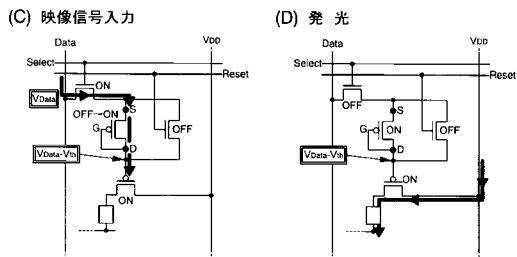 (C) 映像信号入力
Data
VDD
Select
ON
Reset
VData
S
OFF→ON
G
OFF
D
VData-Vth
ON
(D) 発光
Data
VDD
Select
Reset
OFF
S
G
ON
OFF
D
VData-Vth
ON